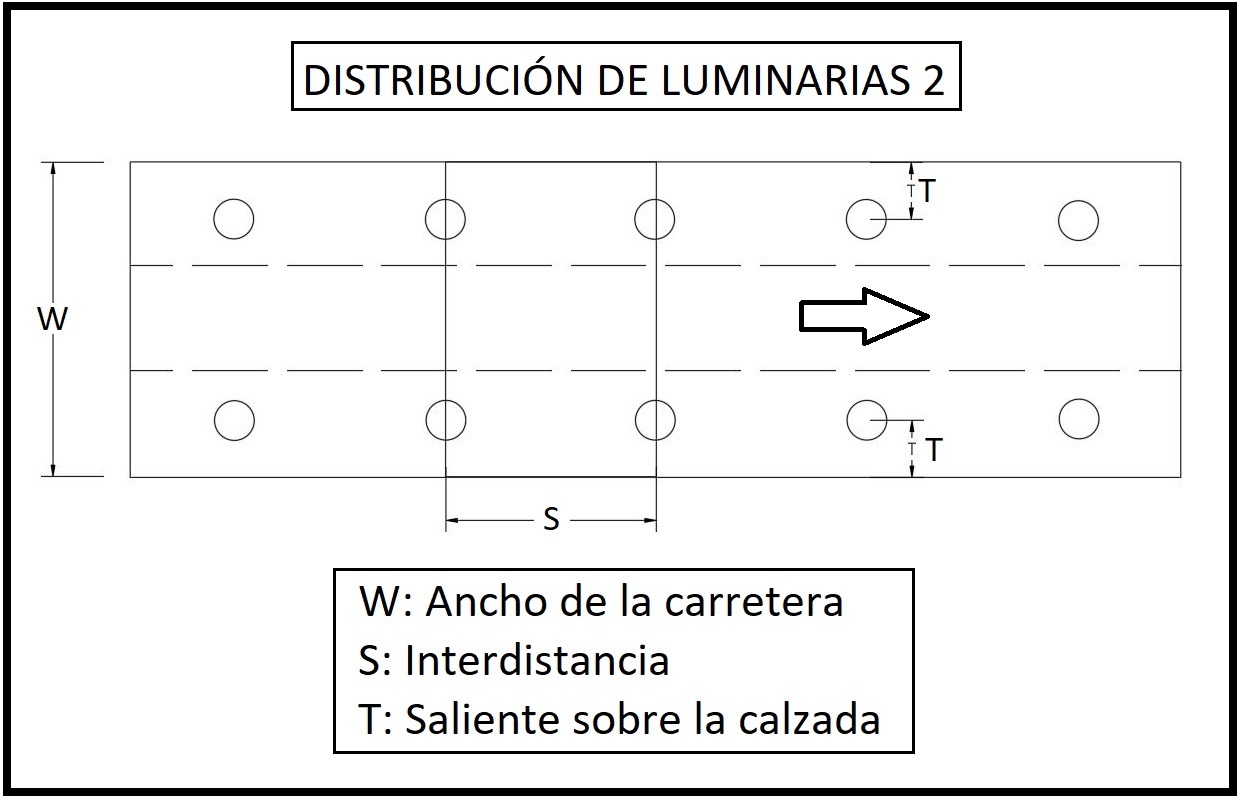 DISTRIBUCIÓN DE LUMINARIAS 2
T
W
T
S
W: Ancho de la carretera
S: Interdistancia
T: Saliente sobre la calzada